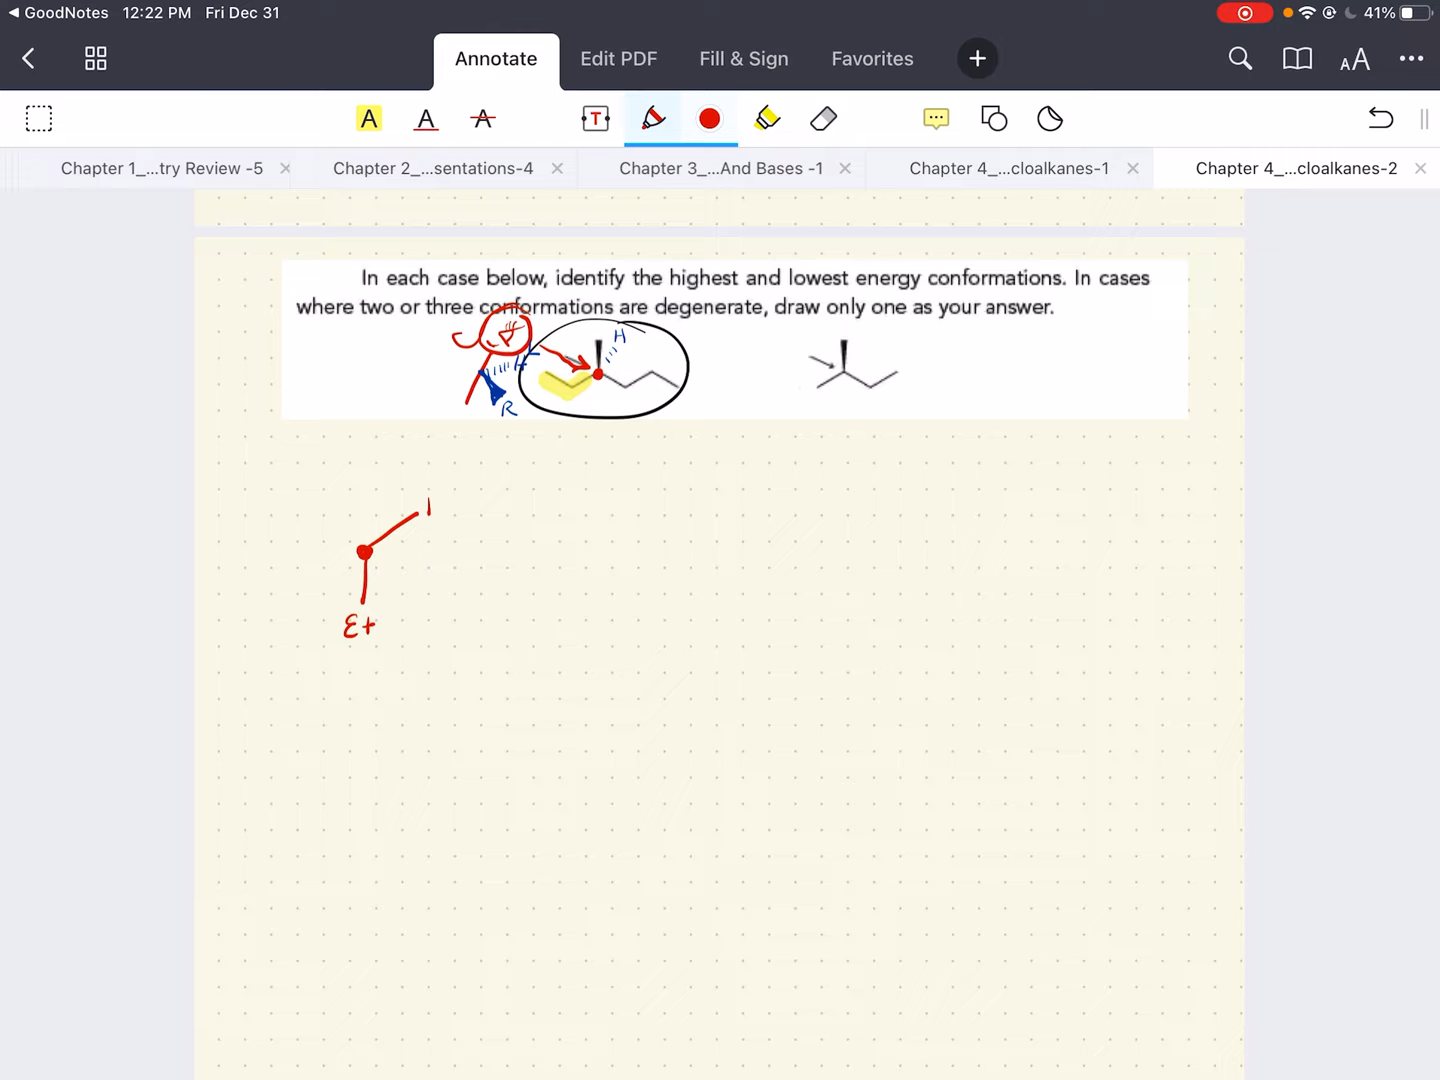 GoodNotes 12:22 PM Fri Dec 31 41%
Annotate Edit PDF Fill & Sign Favorites
A A A T AA
Chapter 1_...try Review -5 Chapter 2_...sentations-4 Chapter 3_...And Bases -1 Chapter 4_...cloalkanes-1 Chapter 4_...cloalkanes-2
In each case below, identify the highest and lowest energy conformations. In cases
where two or three conformations are degenerate, draw only one as your answer.
H
H
R
Et